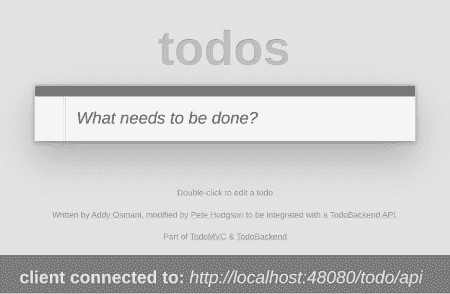 todos
What needs to be done?
Double-click to edit a todo
Written by Addy Osmani, modified by Pete Hodgson to be integrated with a TodoBackend API.
Part of TodoMVC & TodoBackend
client connected to: http://localhost:48080/todo/api